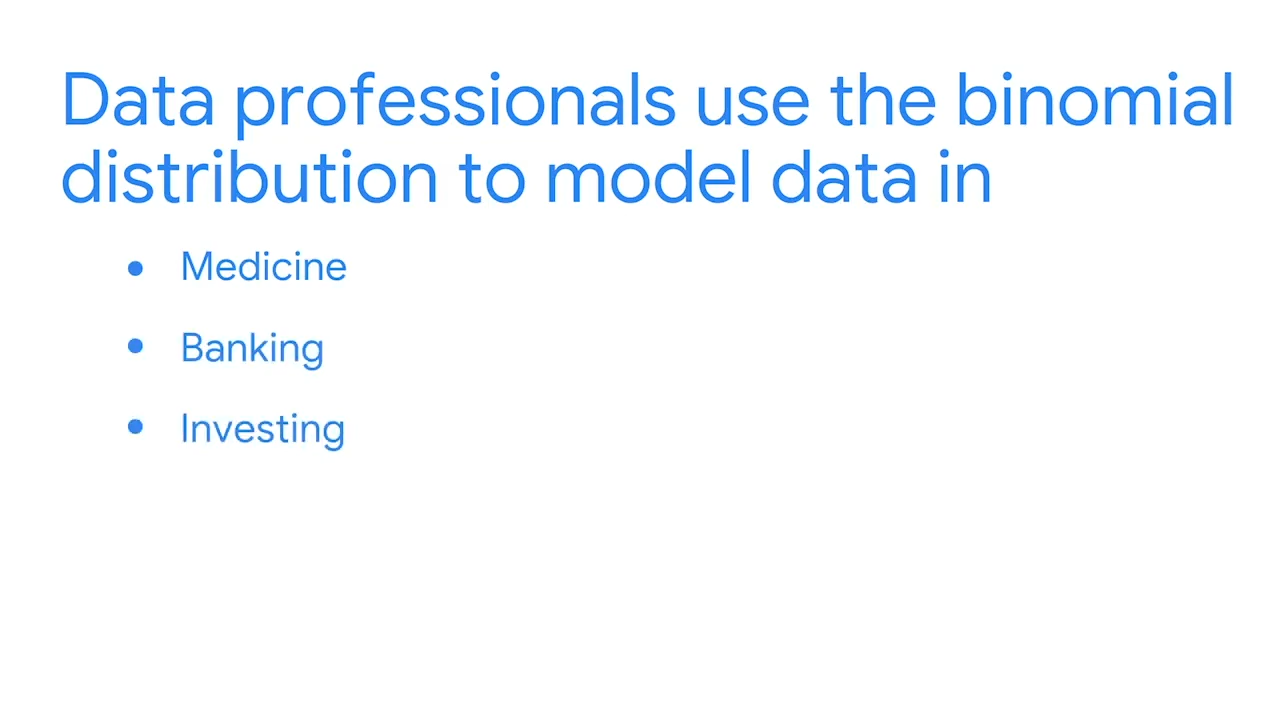 Data professionals use the binomial
distribution to model data in
• Medicine
• Banking
• Investing